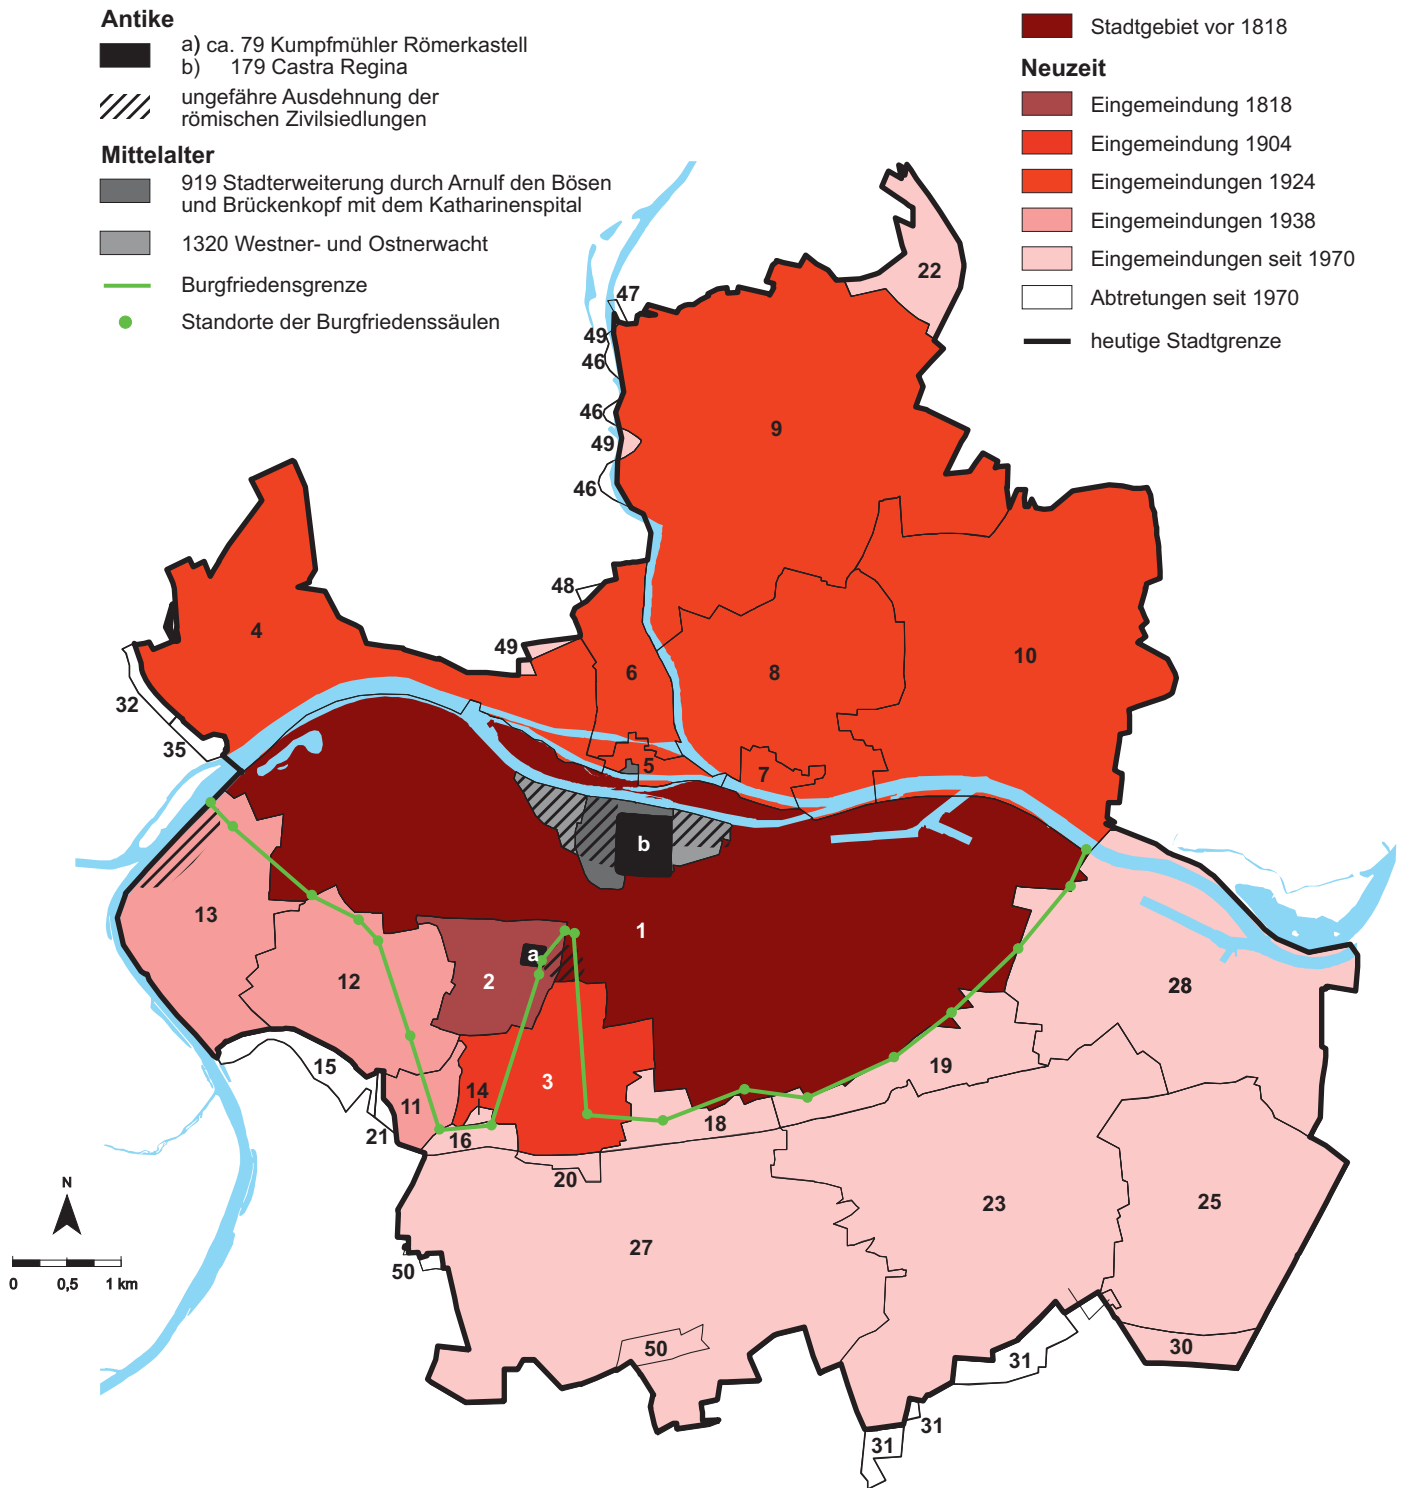 Antike
a) ca. 79 Kumpfmühler Römerkastell
b) 179 Castra Regina
ungefähre Ausdehnung der
römischen Zivilsiedlungen
Mittelalter
919 Stadterweiterung durch Arnulf den Bösen
und Brückenkopf mit dem Katharinenspital
1320 Westner- und Ostnerwacht
Burgfriedensgrenze
Standorte der Burgfriedenssäulen
Stadtgebiet vor 1818
Neuzeit
Eingemeindung 1818
Eingemeindung 1904
Eingemeindungen 1924
Eingemeindungen 1938
Eingemeindungen seit 1970
Abtretungen seit 1970
heutige Stadtgrenze
22
47
49
46
46
9
49
46
48
4
49
6
8
10
32
35
5
7
b
13
1
a
12
2
28
15
19
3
14
11
18
21
16
20
23
25
27
50
50
30
31
31
31
N
0 0,5 1 km